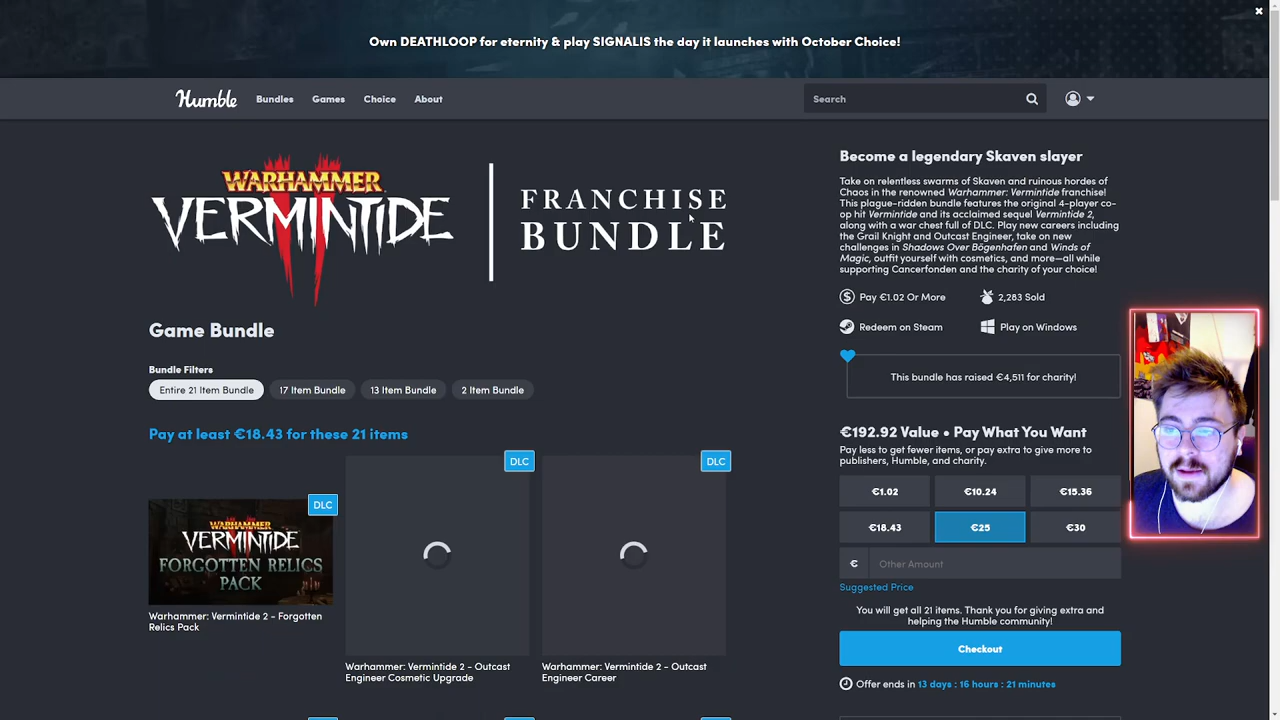 Own DEATHLOOP for eternity & play SIGNALIS the day it launches with October Choice!
Humble
Bundles
Games
Choice
About
Search
WARHAMMER
VERMINTIDE
FRANCHISE
BUNDLE
Game Bundle
Bundle Filters
Entire 21 Item Bundle
17 Item Bundle
13 Item Bundle
2 Item Bundle
Pay at least €18.43 for these 21 items
DLC
WARHAMMER
VERMINTIDE
FORGOTTEN RELICS
PACK
Warhammer: Vermintide 2 - Forgotten
Relics Pack
DLC
Warhammer: Vermintide 2 - Outcast
Engineer Cosmetic Upgrade
DLC
Warhammer: Vermintide 2 - Outcast
Engineer Career
Become a legendary Skaven slayer
Take on relentless swarms of Skaven and ruinous hordes of
Chaos in the renowned Warhammer: Vermintide franchise!
This plague-ridden bundle features the original 4-player co-
op hit Vermintide and its acclaimed sequel Vermintide 2,
along with a war chest full of DLC. Play new careers including
the Grail Knight and Outcast Engineer, take on new
challenges in Shadows Over Bögenhafen and Winds of
Magic, outfit yourself with cosmetics, and more—all while
supporting Cancerfonden and the charity of your choice!
Pay €1.02 Or More
2,283 Sold
Redeem on Steam
Play on Windows
This bundle has raised €4,511 for charity!
€192.92 Value • Pay What You Want
Pay less to get fewer items, or pay extra to give more to
publishers, Humble, and charity.
€1.02
€10.24
€15.36
€18.43
€25
€30
€
Other Amount
Suggested Price
You will get all 21 items. Thank you for giving extra and
helping the Humble community!
Checkout
Offer ends in 13 days : 16 hours : 21 minutes